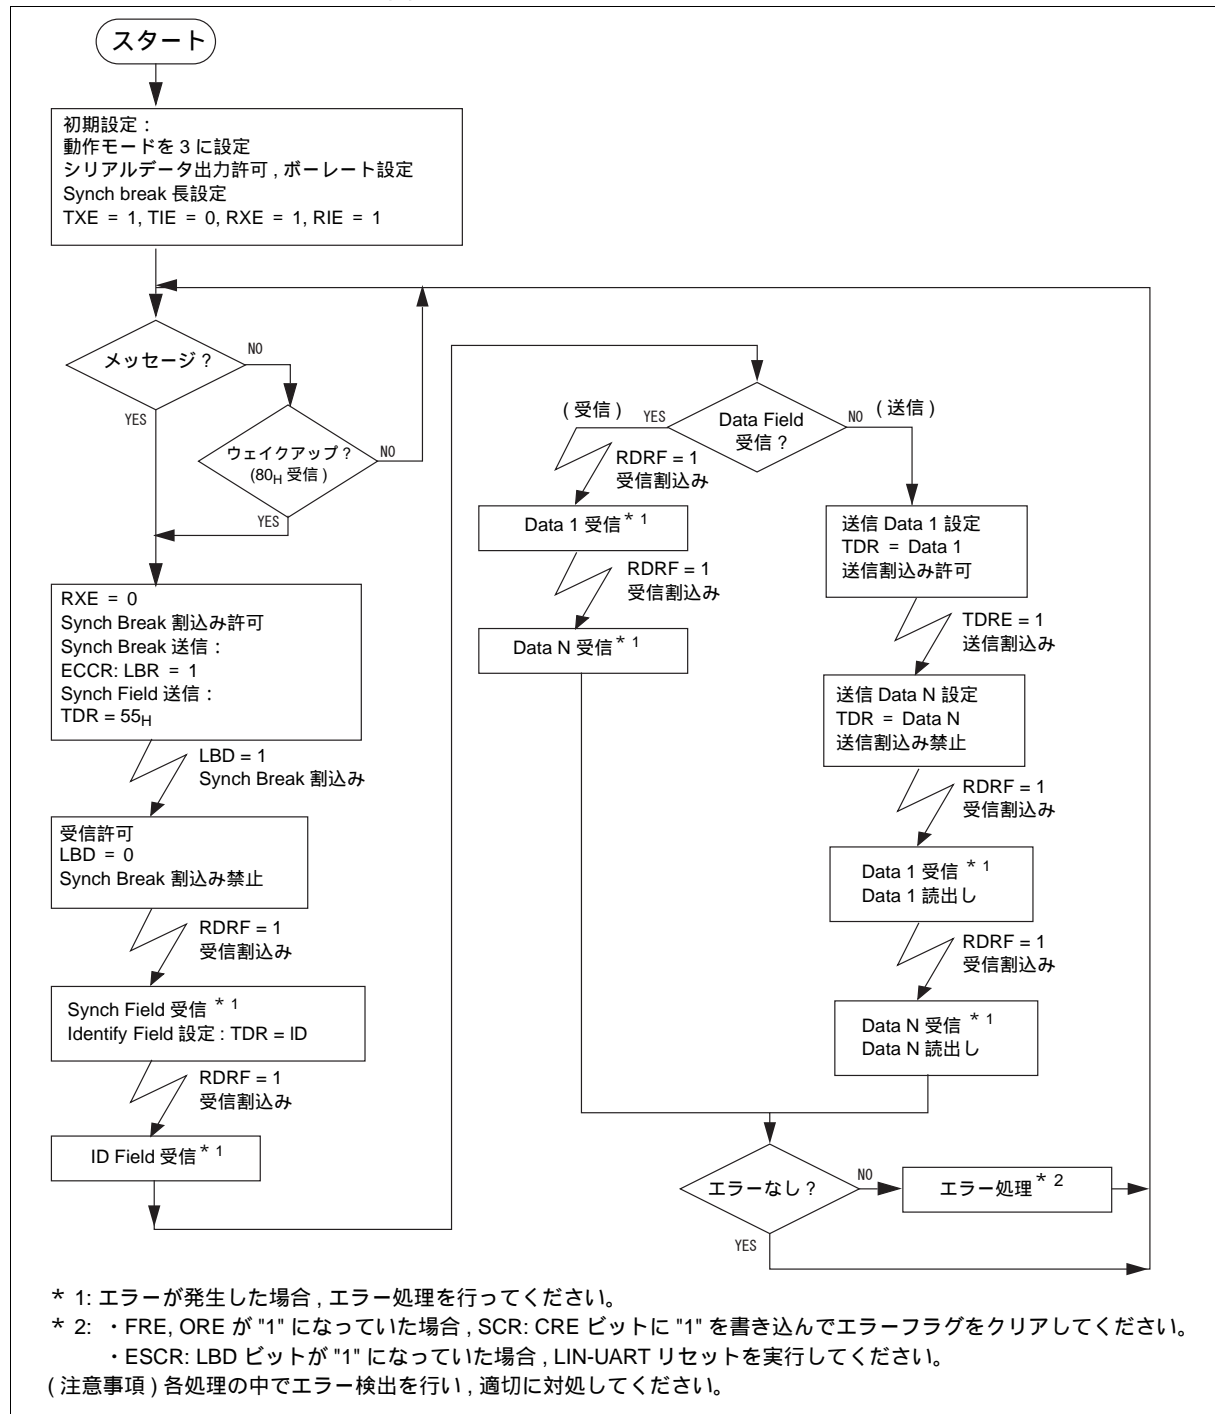 スタート
初期設定 :
動作モードを 3 に設定
シリアルデータ出力許可 , ボーレート設定
Synch break 長設定
TXE = 1, TIE = 0, RXE = 1, RIE = 1
メッセージ ?
NO
YES
ウェイクアップ ?
(80H 受信 )
NO
YES
RXE = 0
Synch Break 割込み許可
Synch Break 送信 :
ECCR: LBR = 1
Synch Field 送信 :
TDR = 55H
LBD = 1
Synch Break 割込み
受信許可
LBD = 0
Synch Break 割込み禁止
RDRF = 1
受信割込み
Synch Field 受信 * 1
Identify Field 設定 : TDR = ID
RDRF = 1
受信割込み
ID Field 受信 * 1
Data Field
受信 ?
( 受信 ) YES
NO ( 送信 )
RDRF = 1
受信割込み
Data 1 受信 * 1
RDRF = 1
受信割込み
Data N 受信 * 1
送信 Data 1 設定
TDR = Data 1
送信割込み許可
TDRE = 1
送信割込み
送信 Data N 設定
TDR = Data N
送信割込み禁止
RDRF = 1
受信割込み
Data 1 受信 * 1
Data 1 読出し
RDRF = 1
受信割込み
Data N 受信 * 1
Data N 読出し
エラーなし ?
NO
エラー処理 * 2
YES
* 1: エラーが発生した場合 , エラー処理を行ってください。
* 2: ・FRE, ORE が "1" になっていた場合 , SCR: CRE ビットに "1" を書き込んでエラーフラグをクリアしてください。
・ESCR: LBD ビットが "1" になっていた場合 , LIN-UART リセットを実行してください。
( 注意事項 ) 各処理の中でエラー検出を行い , 適切に対処してください。